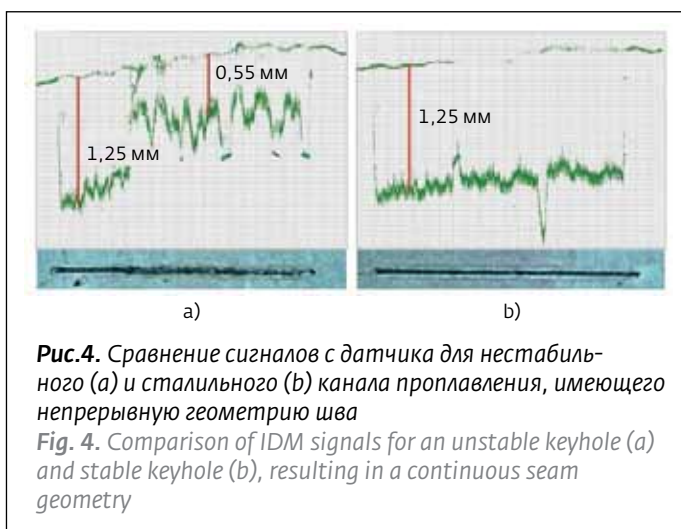 0,55 мм
1,25 мм
1,25 мм
a)
b)
Рис.4. Сравнение сигналов с датчика для нестабиль-
ного (а) и сталильного (b) канала проплавления, имеющего
непрерывную геометрию шва
Fig. 4. Comparison of IDM signals for an unstable keyhole (a)
and stable keyhole (b), resulting in a continuous seam
geometry